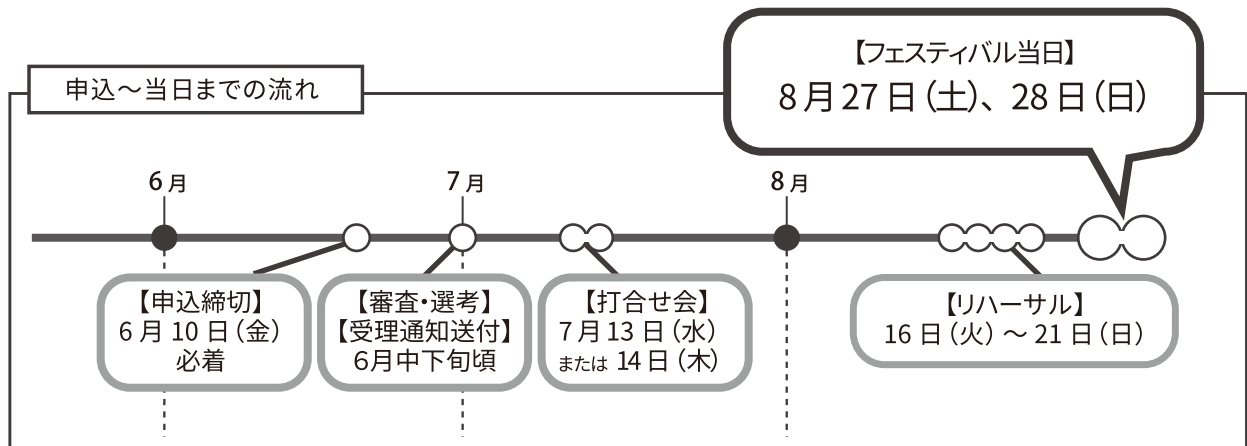 申込～当日までの流れ
【フェスティバル当日】
8月27日（土）、28日（日）
6月
7月
8月
【申込締切】
6月10日（金）
必着
【審査・選考】
【受理通知送付】
6月中下旬頃
【打合せ会】
7月13日（水）
または 14日（木）
【リハーサル】
16日（火）～21日（日）